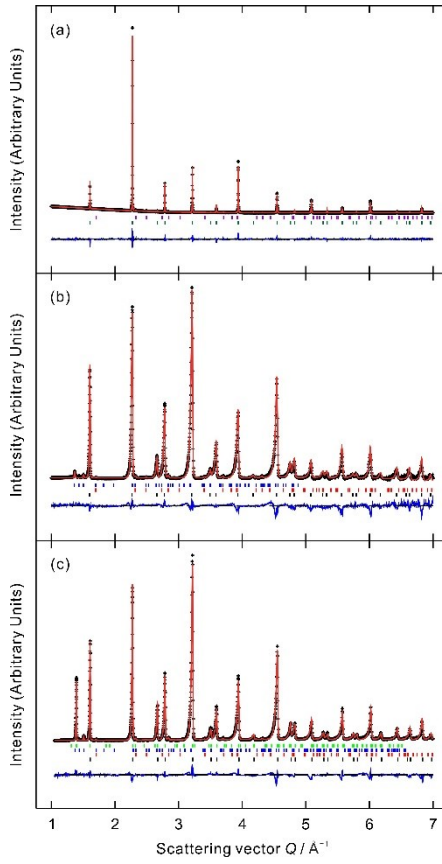 (a)
Intensity (Arbitrary Units)
(b)
Intensity (Arbitrary Units)
(c)
Intensity (Arbitrary Units)
1 2 3 4 5 6 7
Scattering vector Q / Å⁻¹